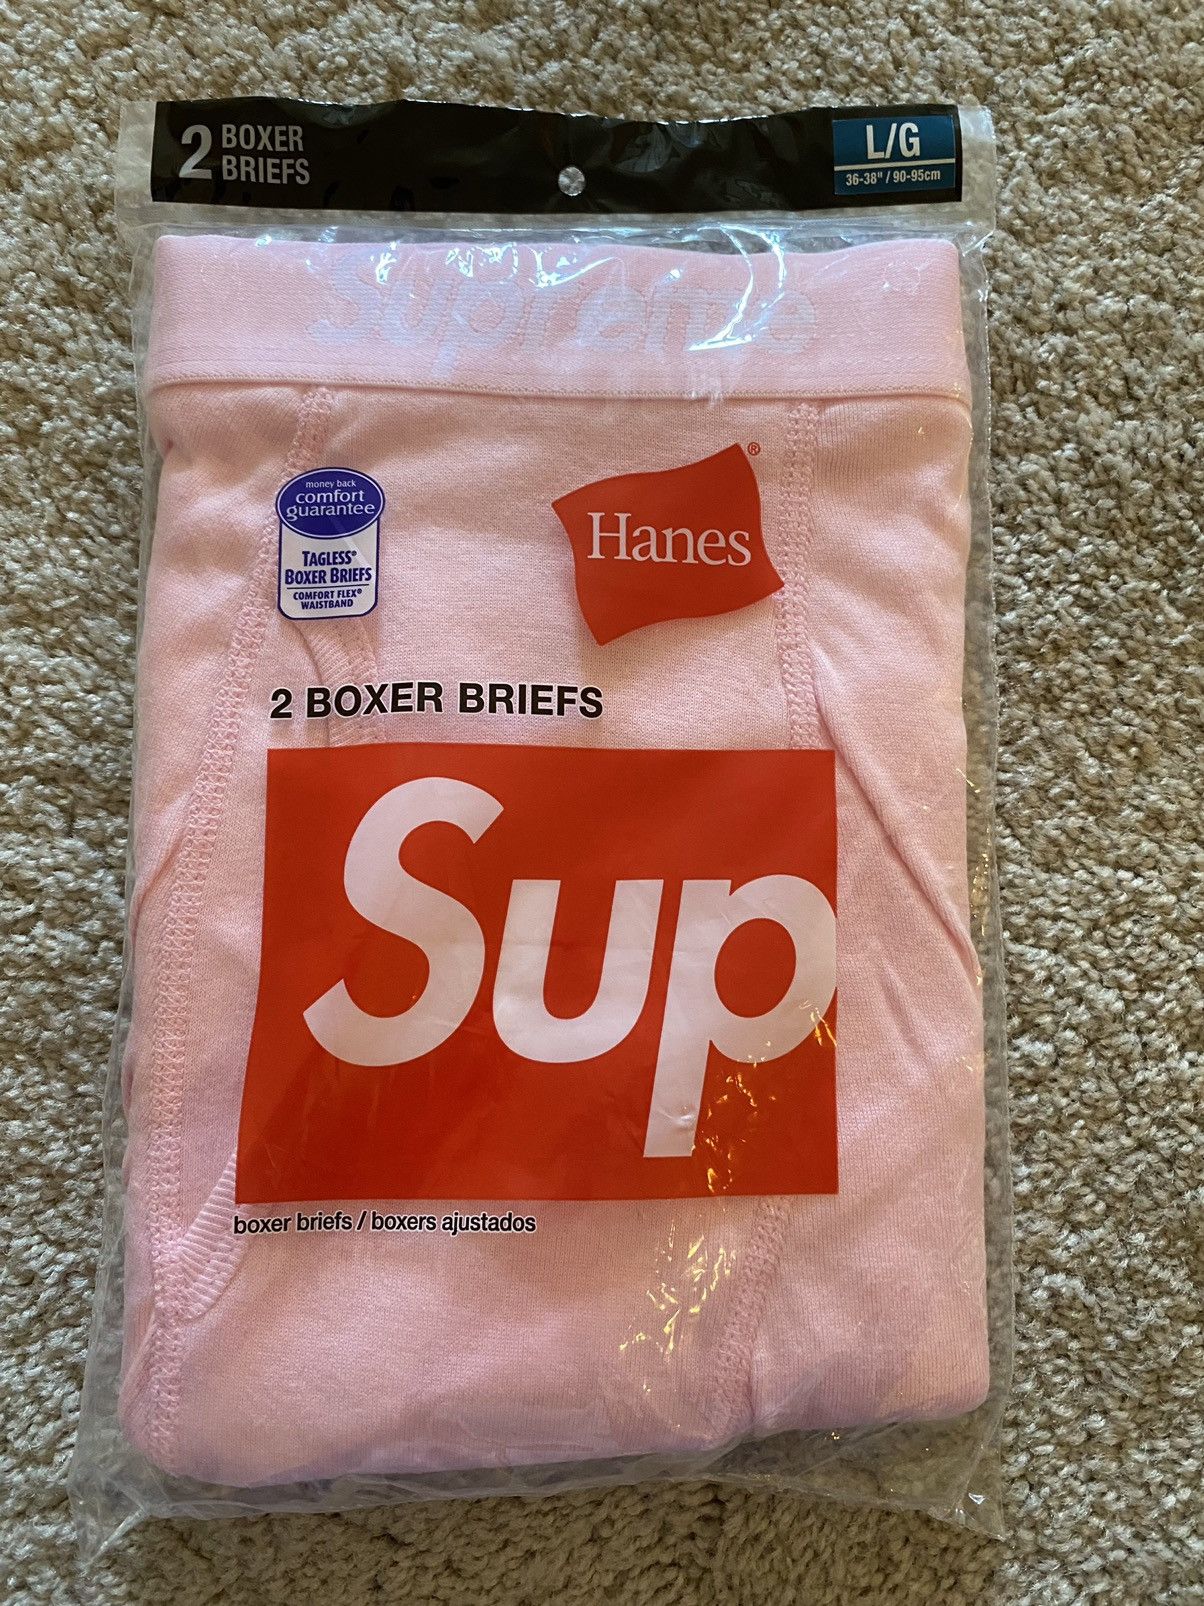 2 BOXER
BRIEFS
L/G
36-38" / 90-95cm
Supreme
money back
comfort
guarantee
TAGLESS®
BOXER BRIEFS
COMFORT FLEX®
WAISTBAND
Hanes®
2 BOXER BRIEFS
Sup
boxer briefs / boxers ajustados